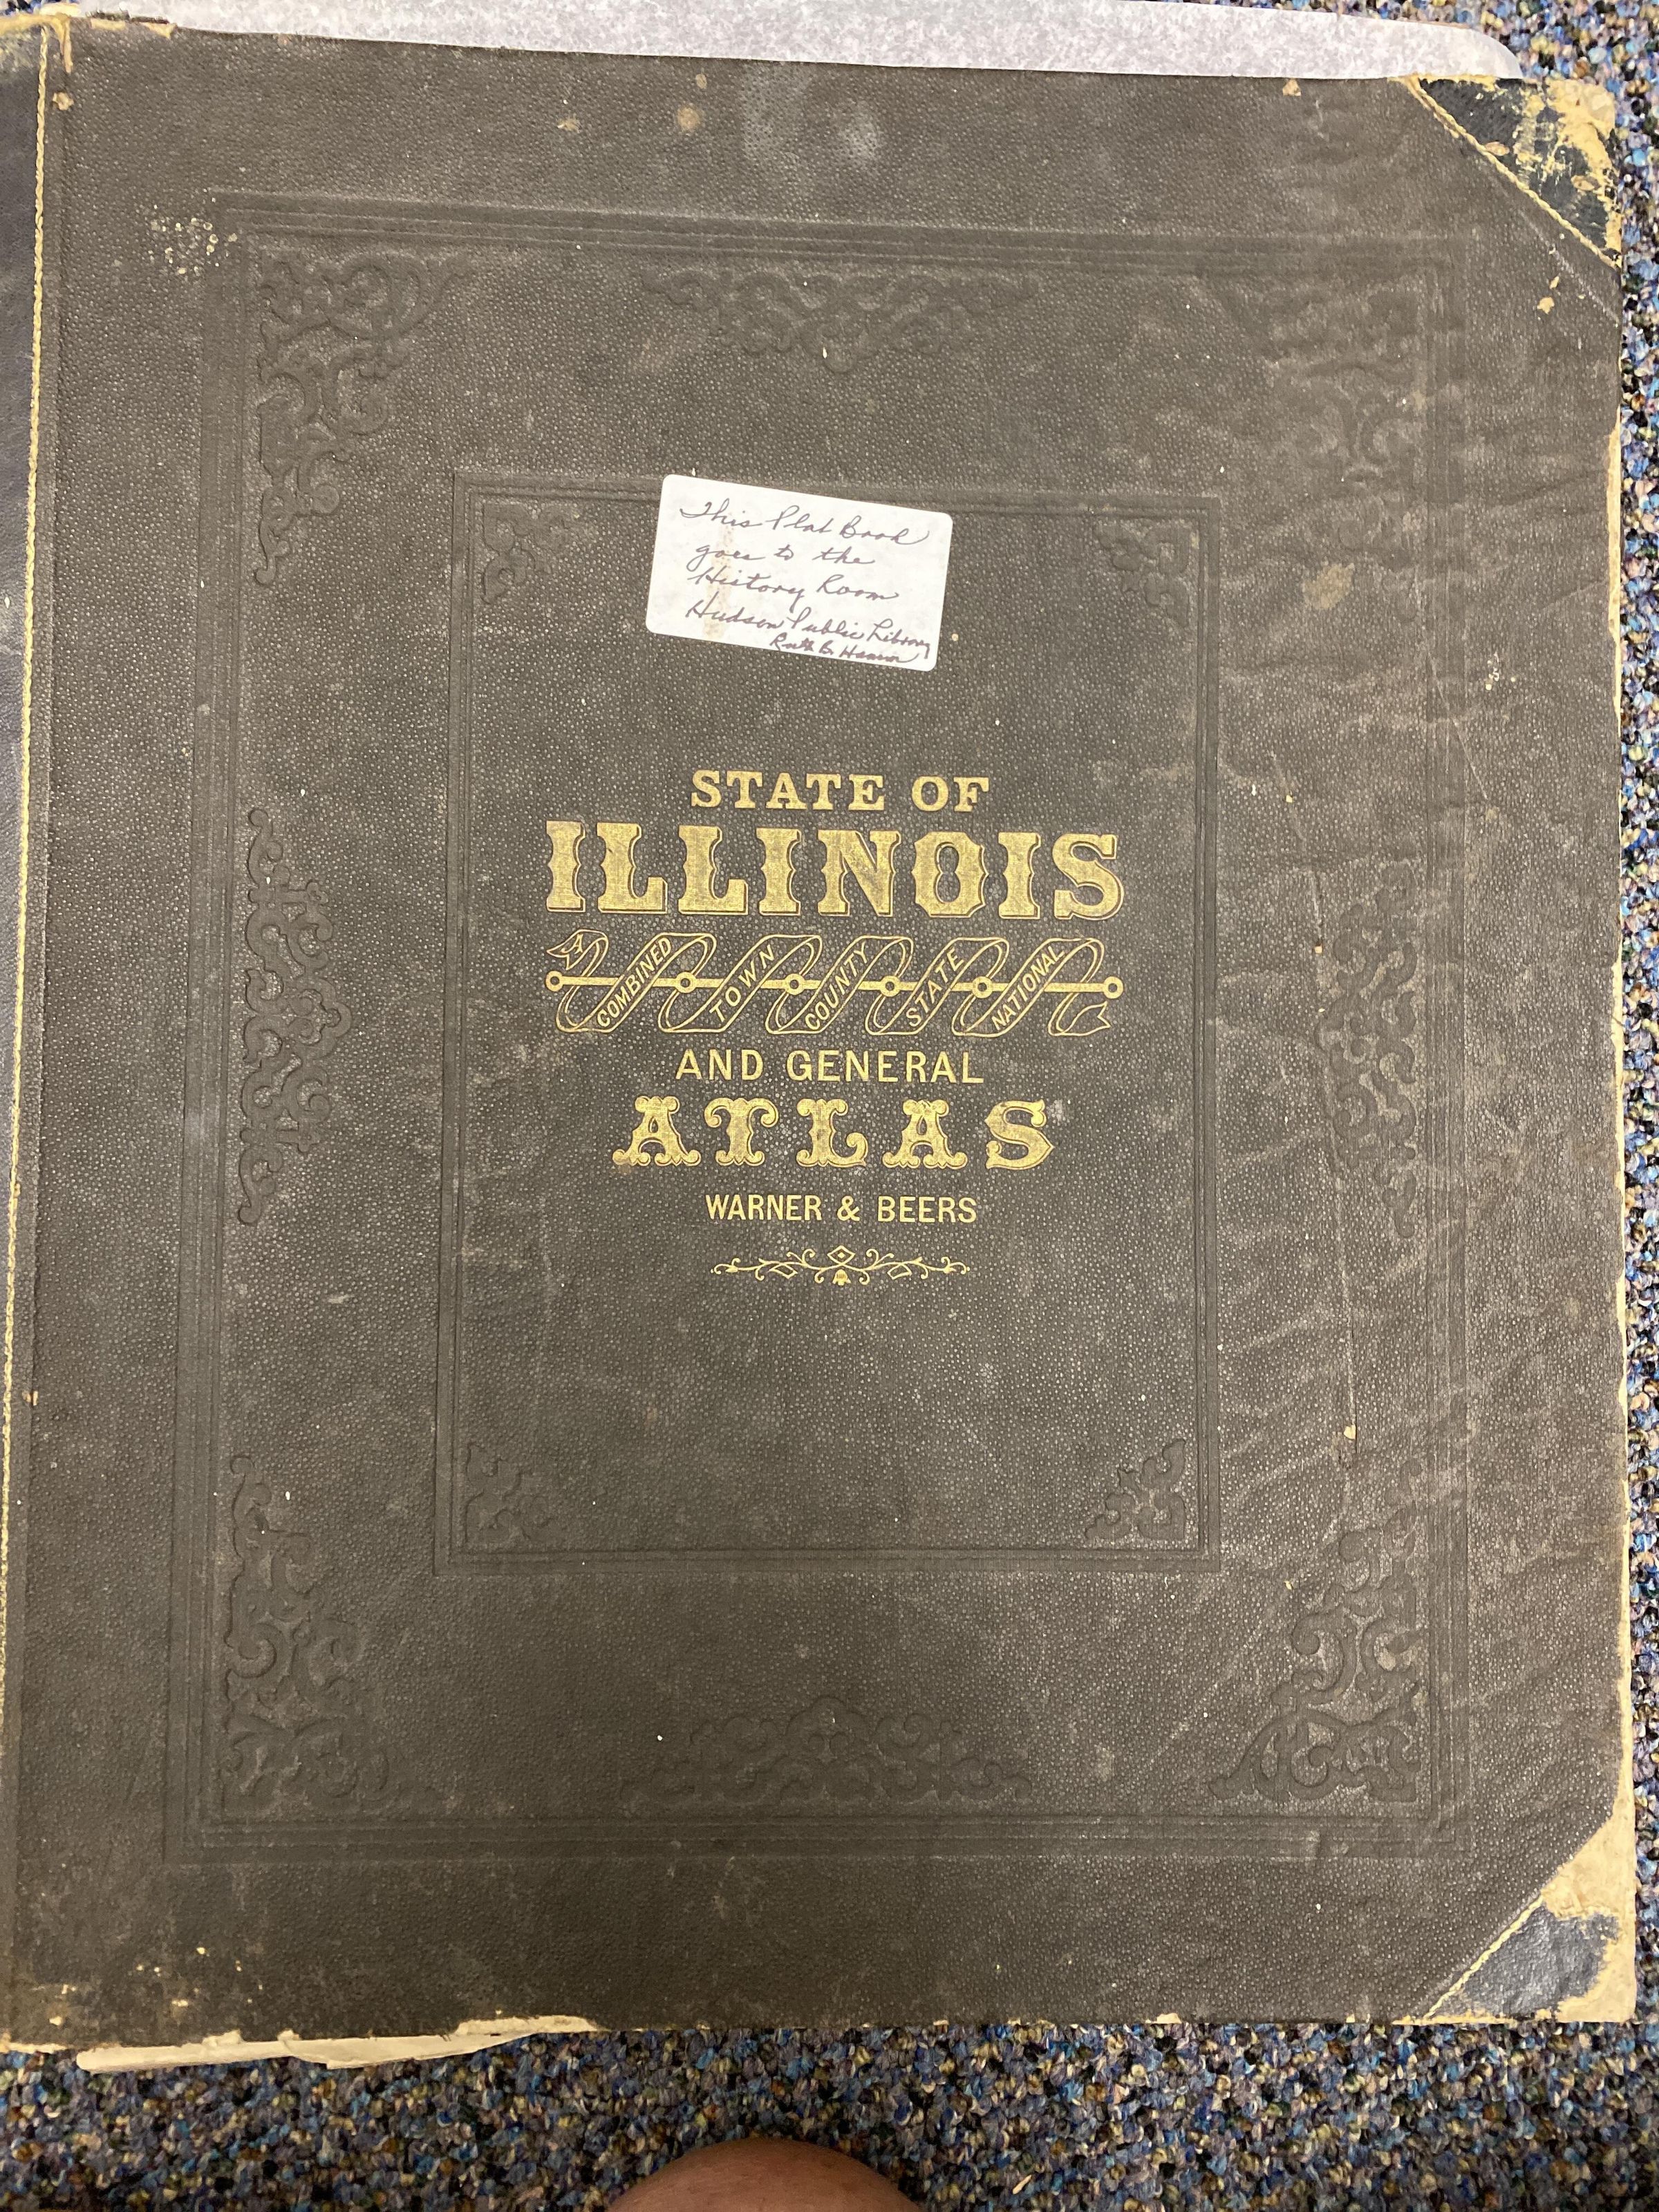 This Plat Book
goes to the
History Room
Hudson Public Library
Ruth B.
STATE OF
ILLINOIS
A COMBINED TOWN COUNTY STATE NATIONAL
AND GENERAL
ATLAS
WARNER & BEERS